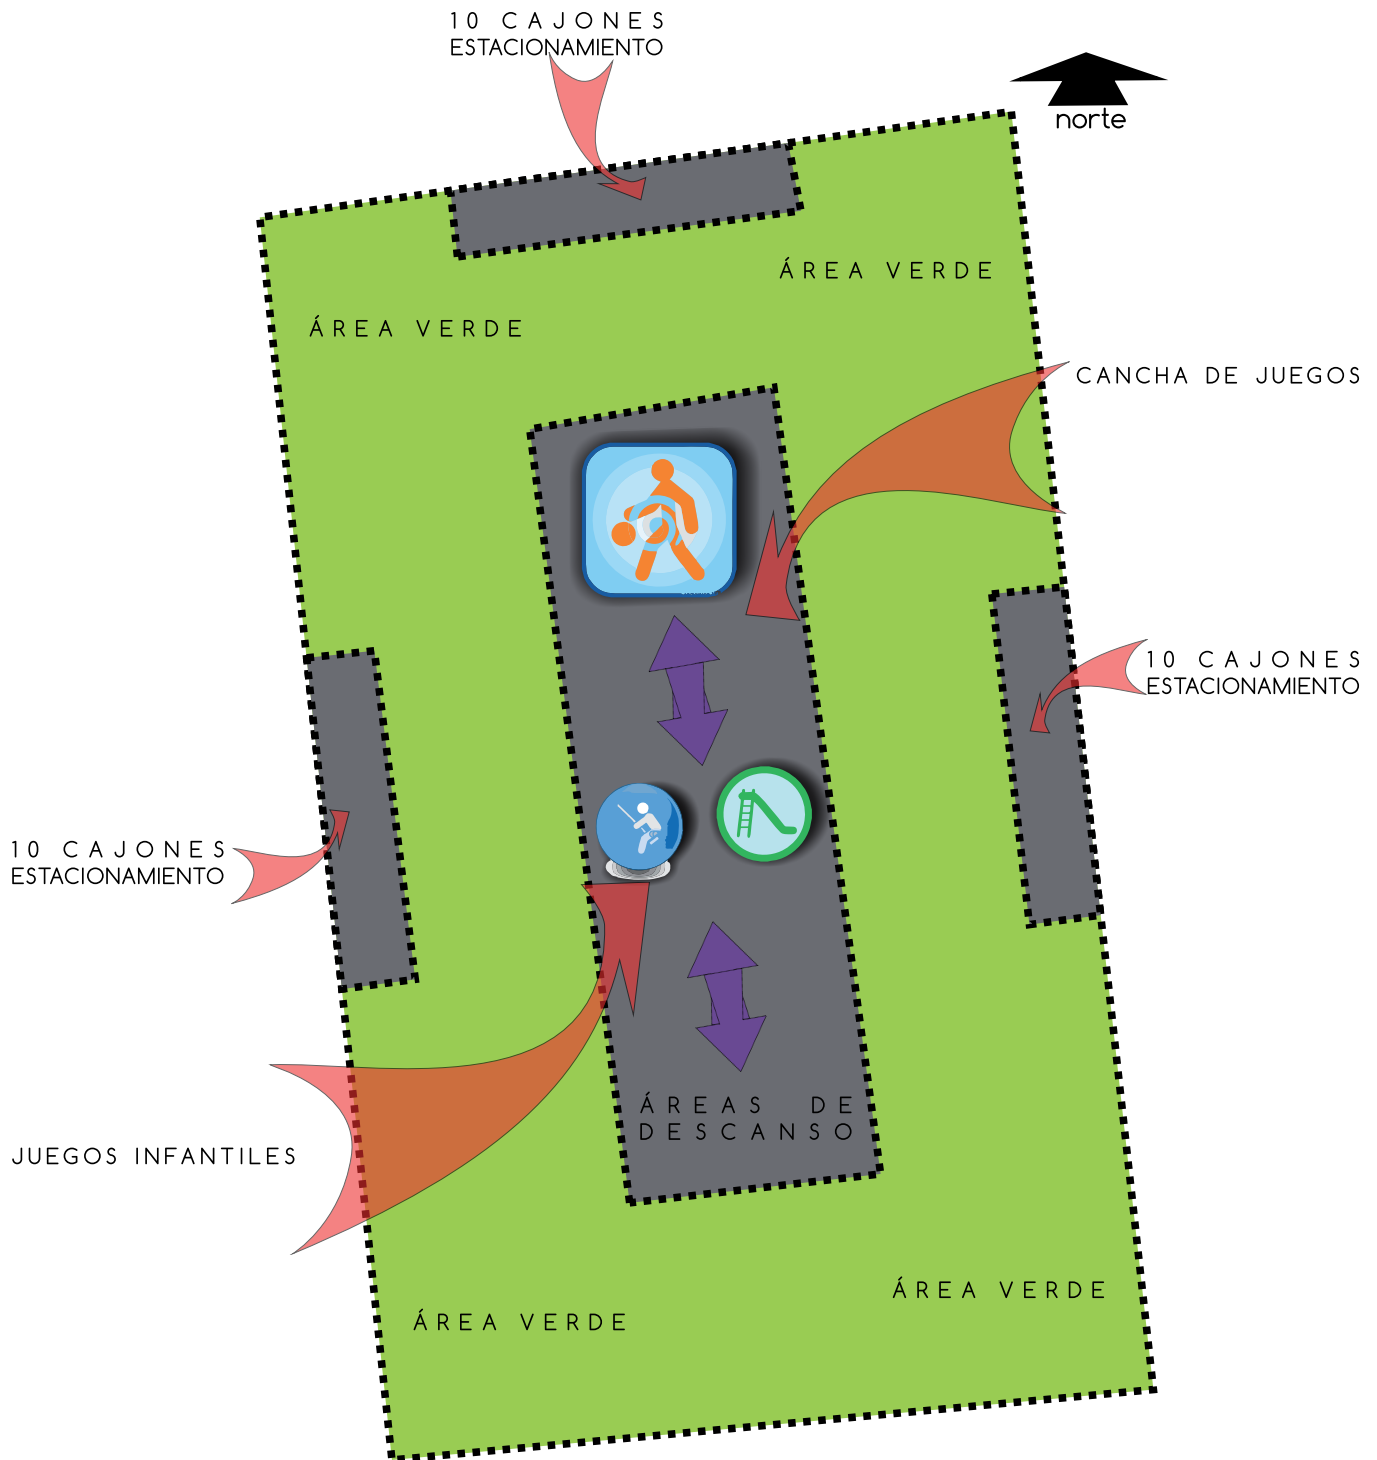 10 CAJONES
ESTACIONAMIENTO
norte
ÁREA VERDE
ÁREA VERDE
CANCHA DE JUEGOS
10 CAJONES
ESTACIONAMIENTO
10 CAJONES
ESTACIONAMIENTO
ÁREAS DE
DESCANSO
JUEGOS INFANTILES
ÁREA VERDE
ÁREA VERDE